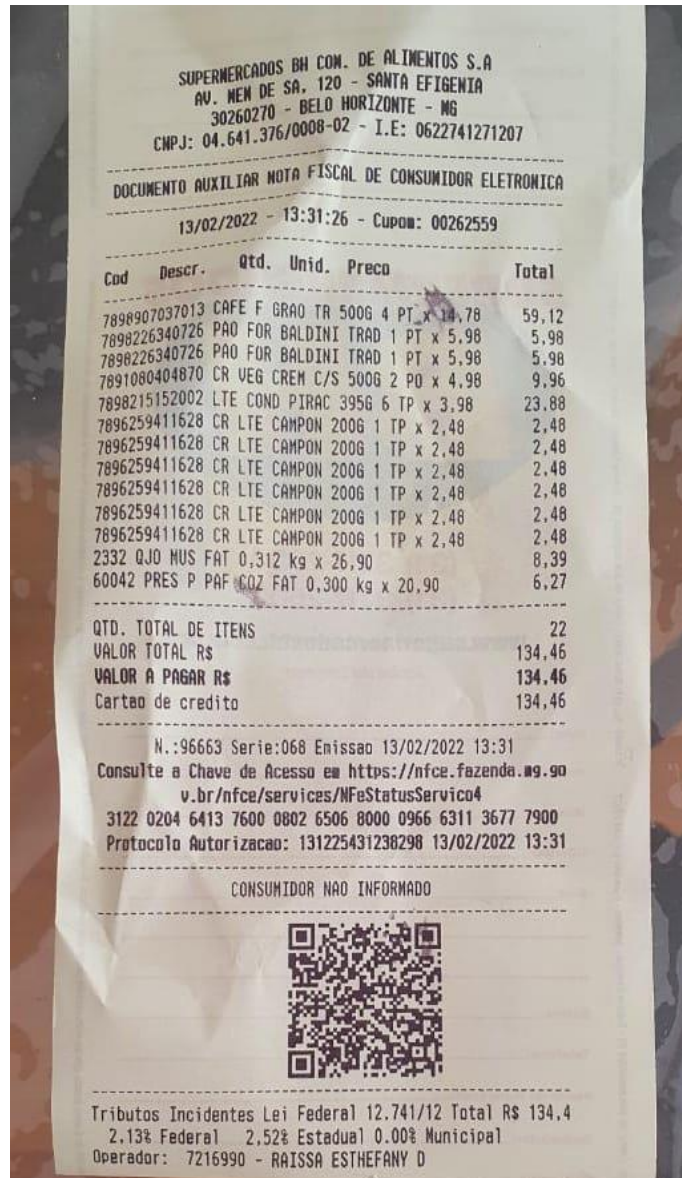 SUPERMERCADOS BH COM. DE ALIMENTOS S.A
AV. MEM DE SA, 120 - SANTA EFIGENIA
30260270 - BELO HORIZONTE - MG
CNPJ: 04.641.376/0008-02 - I.E: 0622741271207
DOCUMENTO AUXILIAR NOTA FISCAL DE CONSUMIDOR ELETRONICA
13/02/2022 - 13:31:26 - Cupom: 00262559
Cod Descr. Qtd. Unid. Preco Total
7898907037013 CAFE F GRAO TR 500G 4 PT x 14,78 59,12
7898226340726 PAO FOR BALDINI TRAD 1 PT x 5,98 5,98
7898226340726 PAO FOR BALDINI TRAD 1 PT x 5,98 5,98
7891080404870 CR VEG CREM C/S 500G 2 PO x 4,98 9,96
7898215152002 LTE COND PIRAC 395G 6 TP x 3,98 23,88
7896259411628 CR LTE CAMPON 200G 1 TP x 2,48 2,48
7896259411628 CR LTE CAMPON 200G 1 TP x 2,48 2,48
7896259411628 CR LTE CAMPON 200G 1 TP x 2,48 2,48
7896259411628 CR LTE CAMPON 200G 1 TP x 2,48 2,48
7896259411628 CR LTE CAMPON 200G 1 TP x 2,48 2,48
7896259411628 CR LTE CAMPON 200G 1 TP x 2,48 2,48
2332 QJO MUS FAT 0,312 kg x 26,90 8,39
60042 PRES P PAF COZ FAT 0,300 kg x 20,90 6,27
QTD. TOTAL DE ITENS 22
VALOR TOTAL R$ 134,46
VALOR A PAGAR R$ 134,46
Cartao de credito 134,46
N.:96663 Serie:068 Emissao 13/02/2022 13:31
Consulte a Chave de Acesso em https://nfce.fazenda.mg.go
v.br/nfce/services/NFeStatusServico4
3122 0204 6413 7600 0802 6506 8000 0966 6311 3677 7900
Protocolo Autorizacao: 131225431238298 13/02/2022 13:31
CONSUMIDOR NAO INFORMADO
Tributos Incidentes Lei Federal 12.741/12 Total R$ 134,4
2,13% Federal 2,52% Estadual 0.00% Municipal
Operador: 7216990 - RAISSA ESTHEFANY D